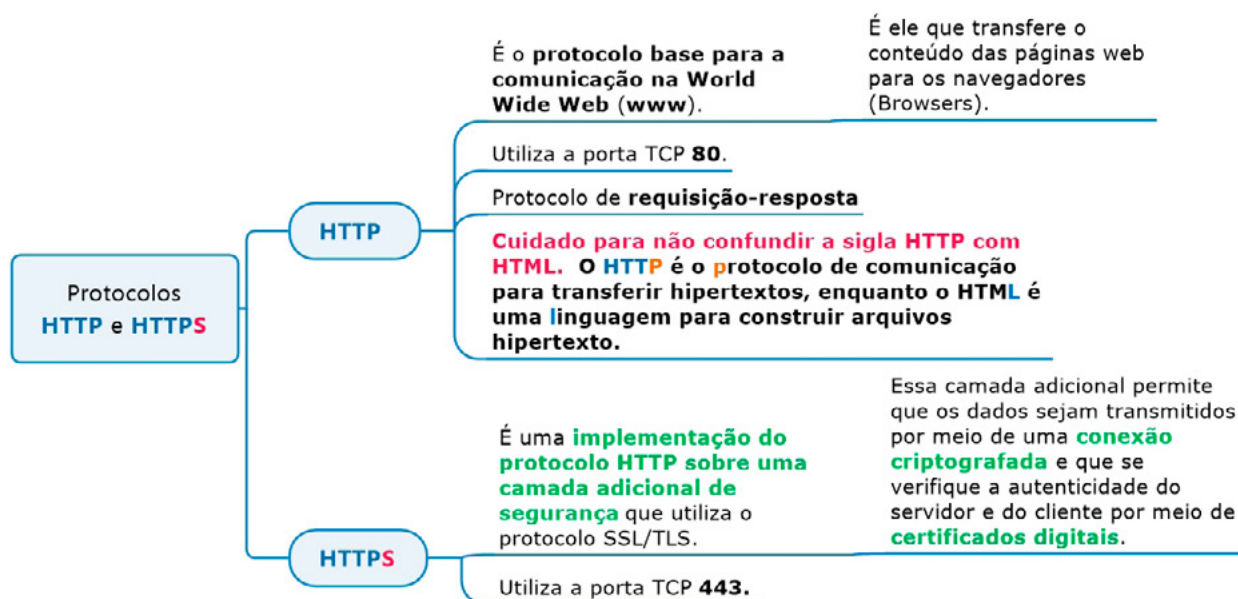 Protocolos
HTTP e HTTPS
HTTP
É o protocolo base para a
comunicação na World
Wide Web (www).
É ele que transfere o
conteúdo das páginas web
para os navegadores
(Browsers).
Utiliza a porta TCP 80.
Protocolo de requisição-resposta
Cuidado para não confundir a sigla HTTP com
HTML. O HTTP é o protocolo de comunicação
para transferir hipertextos, enquanto o HTML é
uma linguagem para construir arquivos
hipertexto.
HTTPS
É uma implementação do
protocolo HTTP sobre uma
camada adicional de
segurança que utiliza o
protocolo SSL/TLS.
Essa camada adicional permite
que os dados sejam transmitidos
por meio de uma conexão
criptografada e que se
verifique a autenticidade do
servidor e do cliente por meio de
certificados digitais.
Utiliza a porta TCP 443.